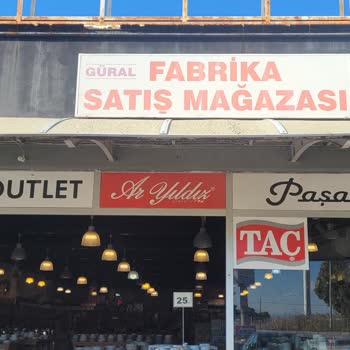 GÜRAL FABRİKA
SATIŞ MAĞAZASI
OUTLET Ar Yıldız Paşa
TAÇ
25